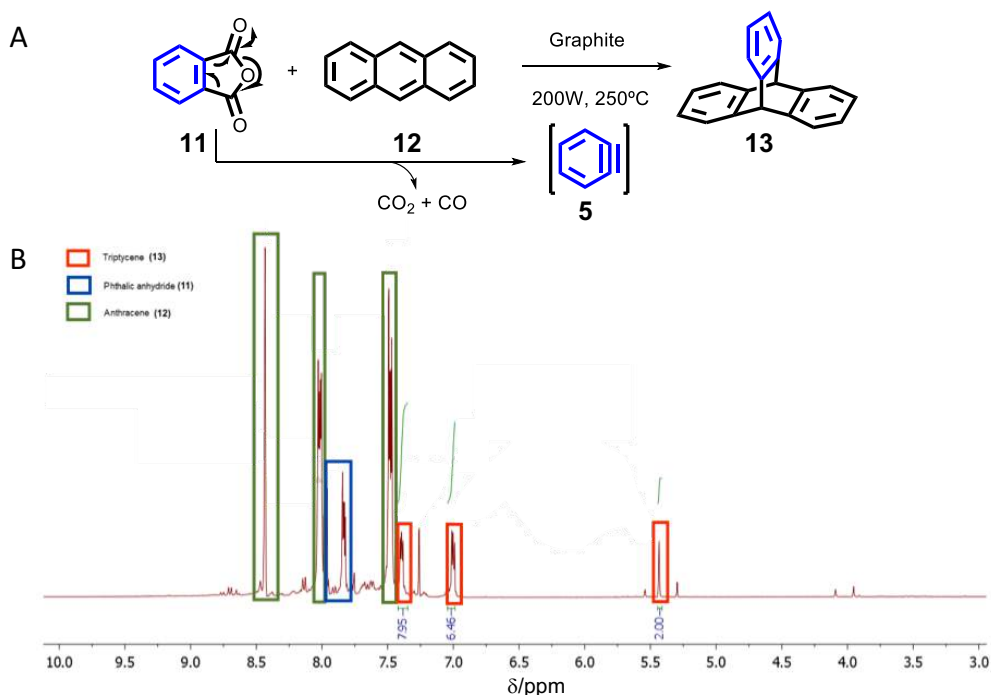 A
O
O
O
11
+
12
Graphite
200W, 250ºC
13
CO₂ + CO
5
B
Triptycene (13)
Phthalic anhydride (11)
Anthracene (12)
7.95
6.46
2.00
10.0 9.5 9.0 8.5 8.0 7.5 7.0 6.5 6.0 5.5 5.0 4.5 4.0 3.5 3.0
δ/ppm